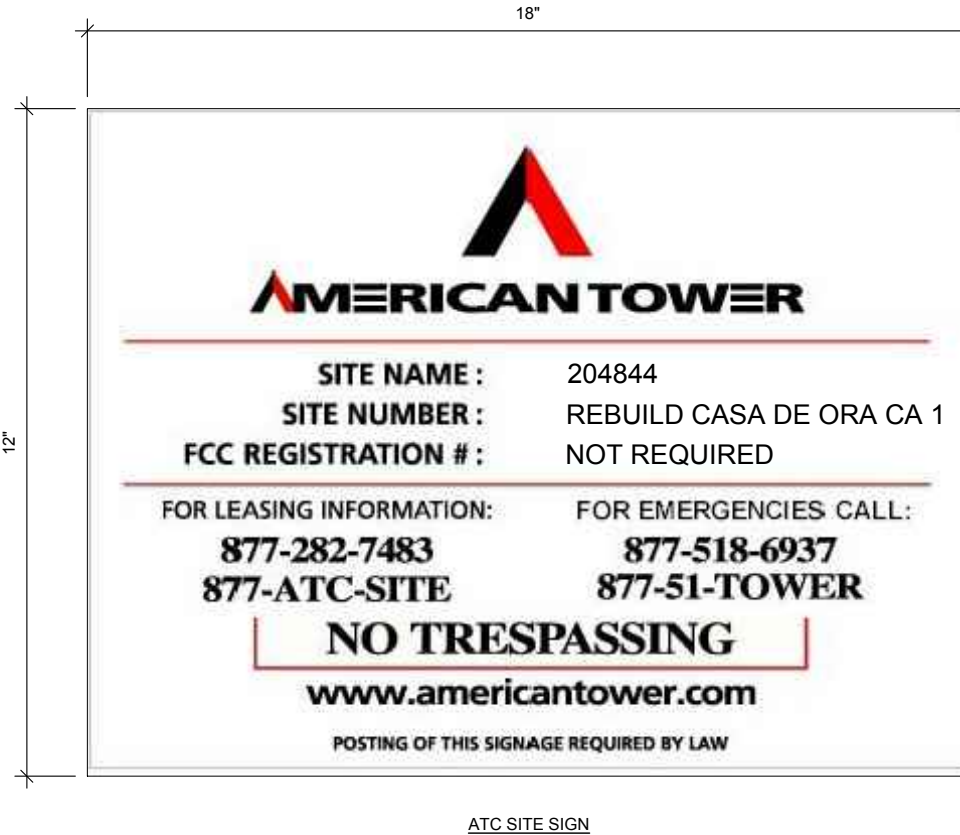 18"
12"
AMERICAN TOWER
SITE NAME : 204844
SITE NUMBER : REBUILD CASA DE ORA CA 1
FCC REGISTRATION # : NOT REQUIRED
FOR LEASING INFORMATION: FOR EMERGENCIES CALL:
877-282-7483 877-518-6937
877-ATC-SITE 877-51-TOWER
NO TRESPASSING
www.americantower.com
POSTING OF THIS SIGNAGE REQUIRED BY LAW
ATC SITE SIGN